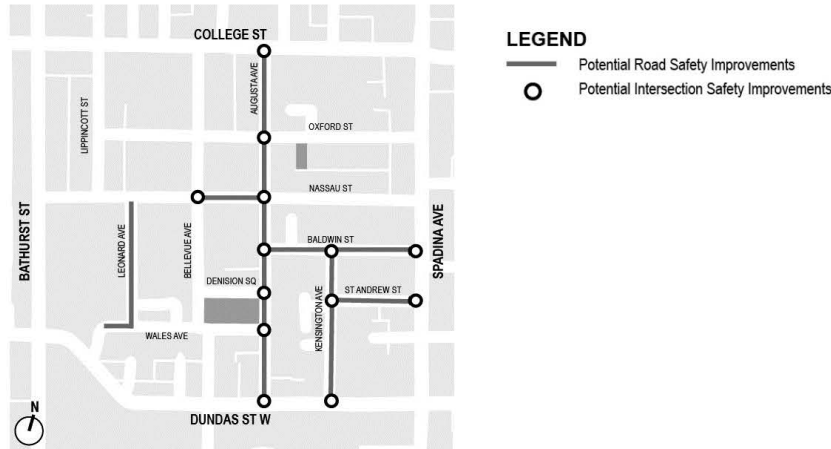 COLLEGE ST
LEGEND
Potential Road Safety Improvements
Potential Intersection Safety Improvements
AUGUSTA AVE
LIPPINCOTT ST
OXFORD ST
NASSAU ST
BATHURST ST
LEONARD AVE
BELLEVUE AVE
BALDWIN ST
SPADINA AVE
DENISION SQ
ST ANDREW ST
KENSINGTON AVE
WALES AVE
N
DUNDAS ST W